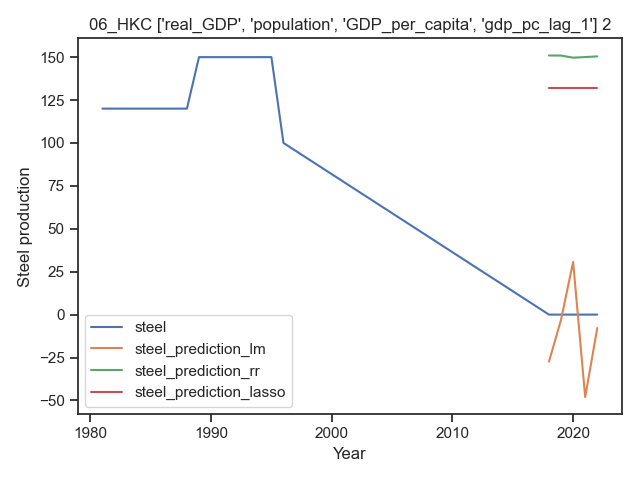 06_HKC ['real_GDP', 'population', 'GDP_per_capita', 'gdp_pc_lag_1'] 2
150
125
100
75
50
25
0
−25
−50
Steel production
steel
steel_prediction_lm
steel_prediction_rr
steel_prediction_lasso
1980
1990
2000
2010
2020
Year